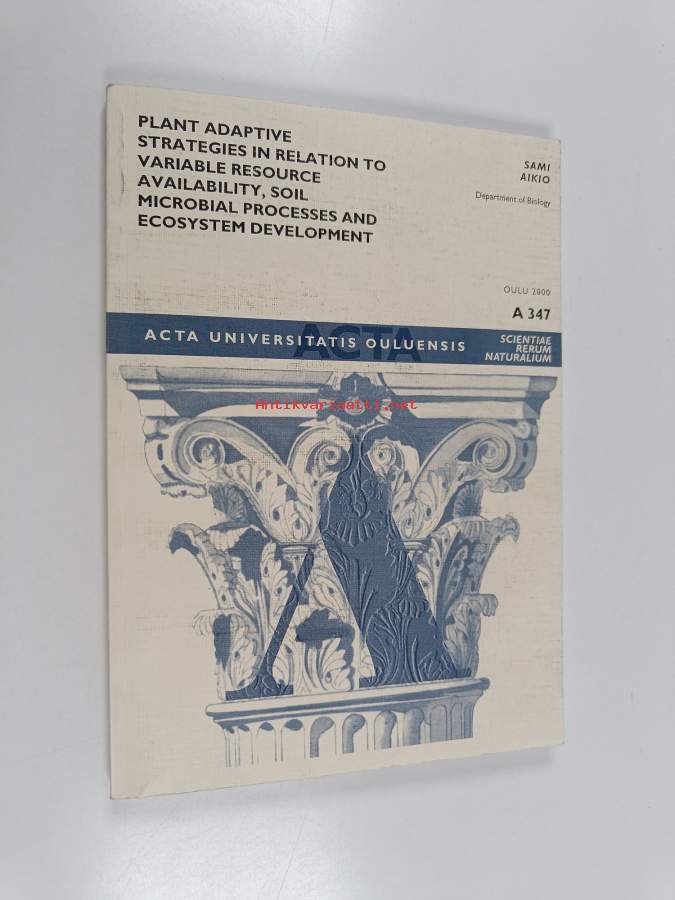 PLANT ADAPTIVE
STRATEGIES IN RELATION TO
VARIABLE RESOURCE
AVAILABILITY, SOIL
MICROBIAL PROCESSES AND
ECOSYSTEM DEVELOPMENT
SAMI
AIKIO
Department of Biology
OULU 2000
A 347
ACTA
ACTA UNIVERSITATIS OULUENSIS
SCIENTIAE
RERUM
NATURALIUM
Antikvariaatti.net
A